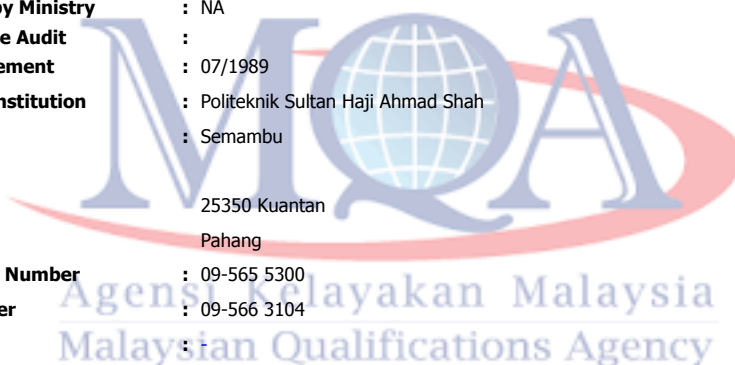 by Ministry : NA
e Audit :
ement : 07/1989
nstitution : Politeknik Sultan Haji Ahmad Shah
: Semambu
25350 Kuantan
Pahang
Number : 09-565 5300
er : 09-566 3104
: -
MQA
Agensi Kelayakan Malaysia
Malaysian Qualifications Agency